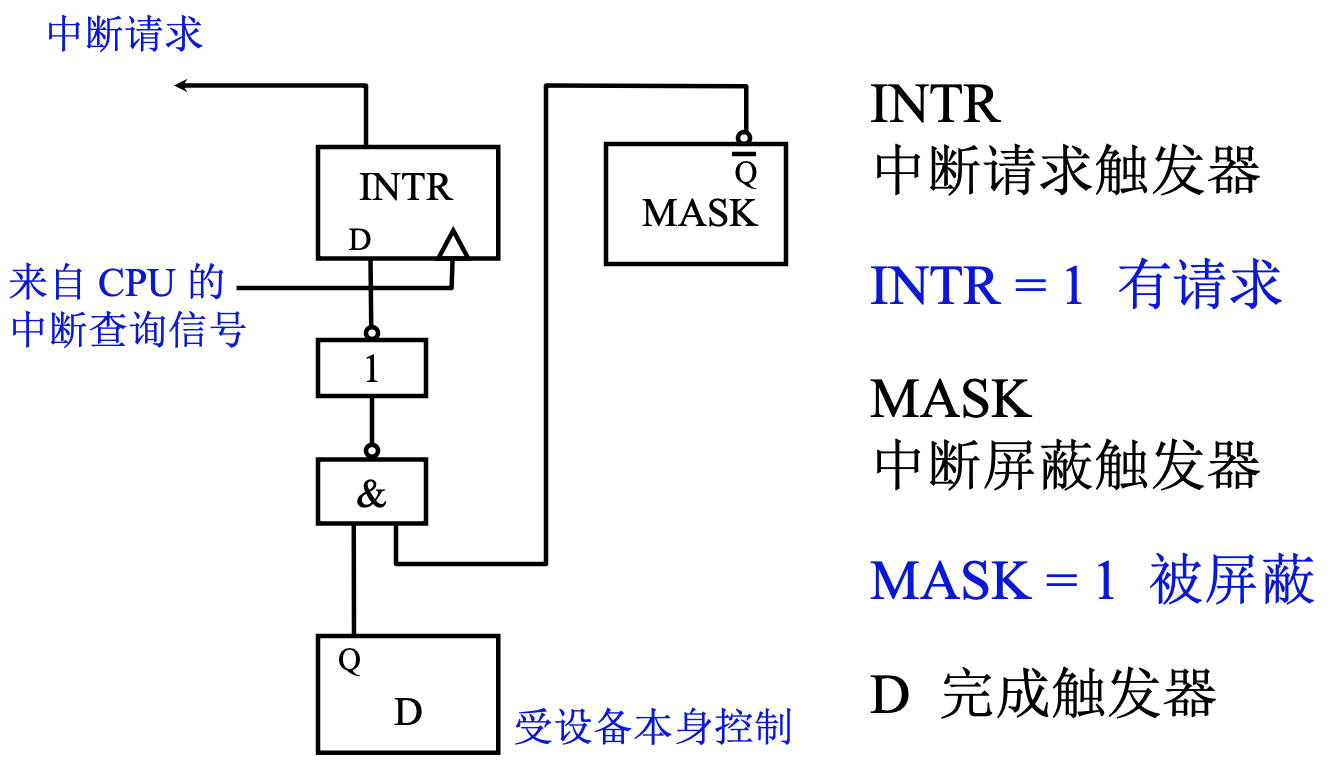 中断请求
INTR
D
来自 CPU 的
中断查询信号
1
&
Q
D
受设备本身控制
Q̅
MASK
INTR
中断请求触发器
INTR = 1 有请求
MASK
中断屏蔽触发器
MASK = 1 被屏蔽
D 完成触发器